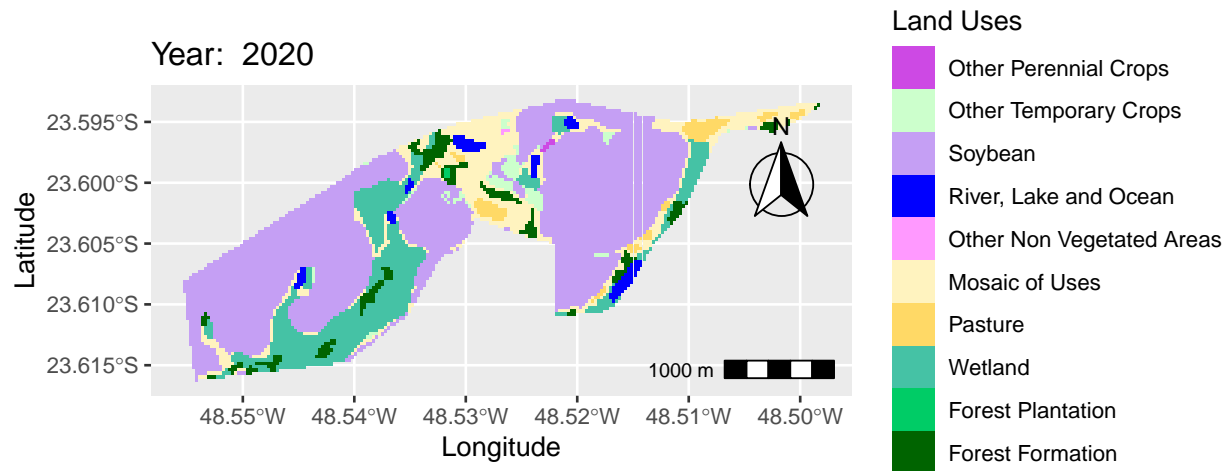 Year:  2020
23.595°S
23.600°S
23.605°S
23.610°S
23.615°S
Latitude
N
1000 m
48.55°W
48.54°W
48.53°W
48.52°W
48.51°W
48.50°W
Longitude
Land Uses
Other Perennial Crops
Other Temporary Crops
Soybean
River, Lake and Ocean
Other Non Vegetated Areas
Mosaic of Uses
Pasture
Wetland
Forest Plantation
Forest Formation